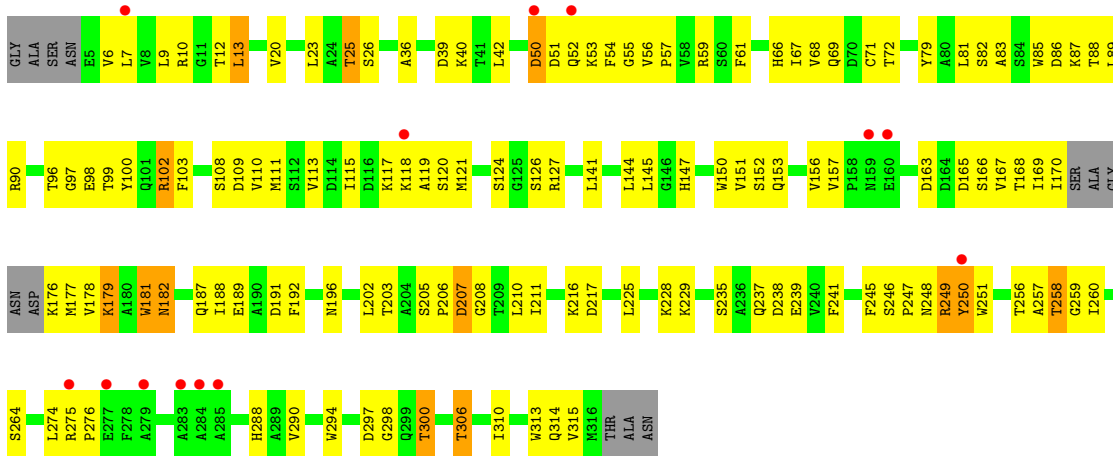 GLY ALA SER ASN E5 V6 L7 V8 L9 R10 G11 T12 L13 V20 L23 A24 T25 S26 A36 D39 K40 T41 L42 D50 D51 Q52 K53 F54 G55 V56 P57 V58 R59 S60 F61 H66 I67 V68 Q69 D70 C71 T72 Y79 A80 L81 S82 A83 S84 W85 D86 K87 T88 L89
R90 T96 G97 E98 T99 Y100 Q101 R102 F103 S108 D109 V110 M111 S112 V113 D114 I115 D116 K117 K118 A119 S120 M121 S124 G125 S126 R127 L141 L144 L145 G146 H147 W150 V151 S152 Q153 V156 V157 P158 N159 E160 D163 D164 D165 S166 V167 T168 I169 I170 SER ALA GLY
ASN ASP K176 M177 V178 K179 A180 W181 N182 Q187 I188 E189 A190 D191 F192 N196 L202 T203 A204 S205 P206 D207 G208 T209 L210 I211 K216 D217 L225 K228 K229 S235 A236 Q237 D238 E239 V240 F241 F245 S246 P247 N248 R249 Y250 W251 T256 A257 T258 G259 I260
S264 L274 R275 P276 E277 F278 A279 A283 A284 A285 H288 A289 V290 W294 D297 G298 Q299 T300 T306 I310 W313 Q314 V315 M316 THR ALA ASN